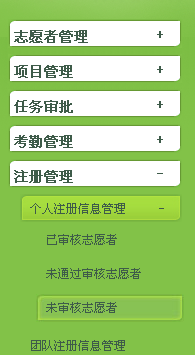 志愿者管理 +
项目管理 +
任务审批 +
考勤管理 +
注册管理 -
个人注册信息管理 -
已审核志愿者
未通过审核志愿者
未审核志愿者
团队注册信息管理